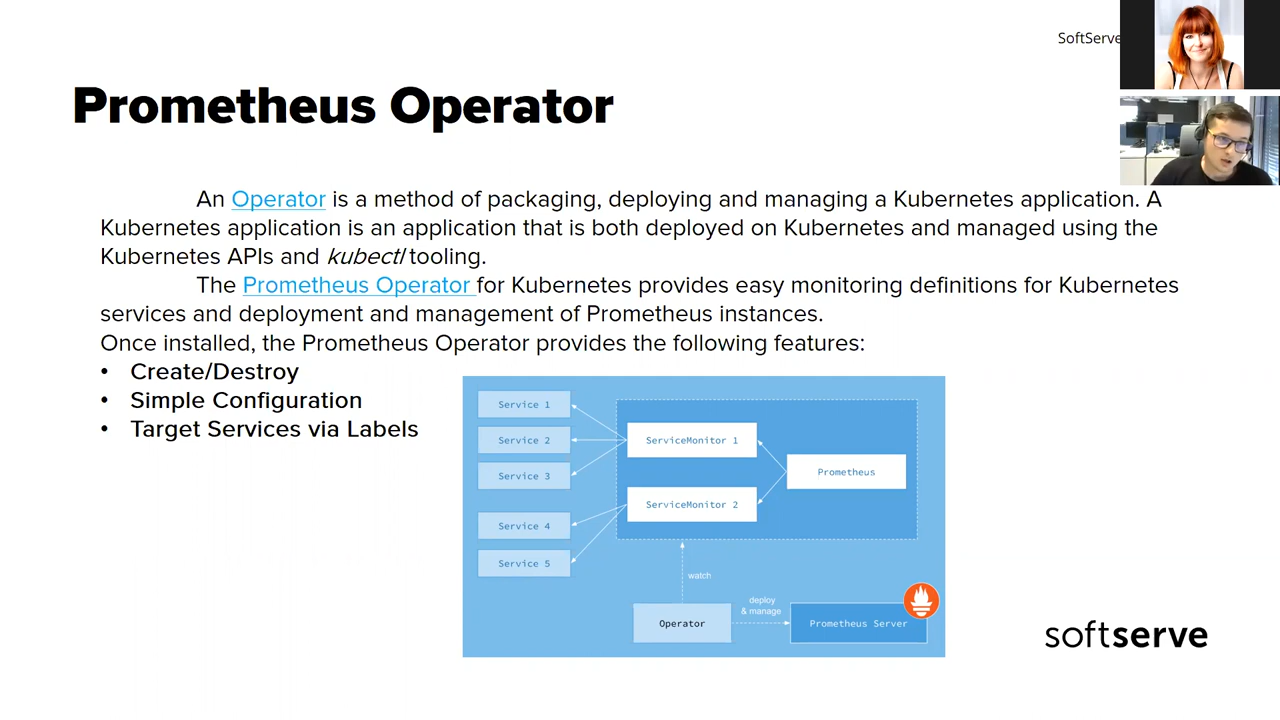 SoftServe
Prometheus Operator
An Operator is a method of packaging, deploying and managing a Kubernetes application. A
Kubernetes application is an application that is both deployed on Kubernetes and managed using the
Kubernetes APIs and kubectl tooling.
The Prometheus Operator for Kubernetes provides easy monitoring definitions for Kubernetes
services and deployment and management of Prometheus instances.
Once installed, the Prometheus Operator provides the following features:
• Create/Destroy
• Simple Configuration
• Target Services via Labels
Service 1
Service 2
Service 3
Service 4
Service 5
ServiceMonitor 1
ServiceMonitor 2
Prometheus
watch
Operator
deploy
& manage
Prometheus Server
softserve